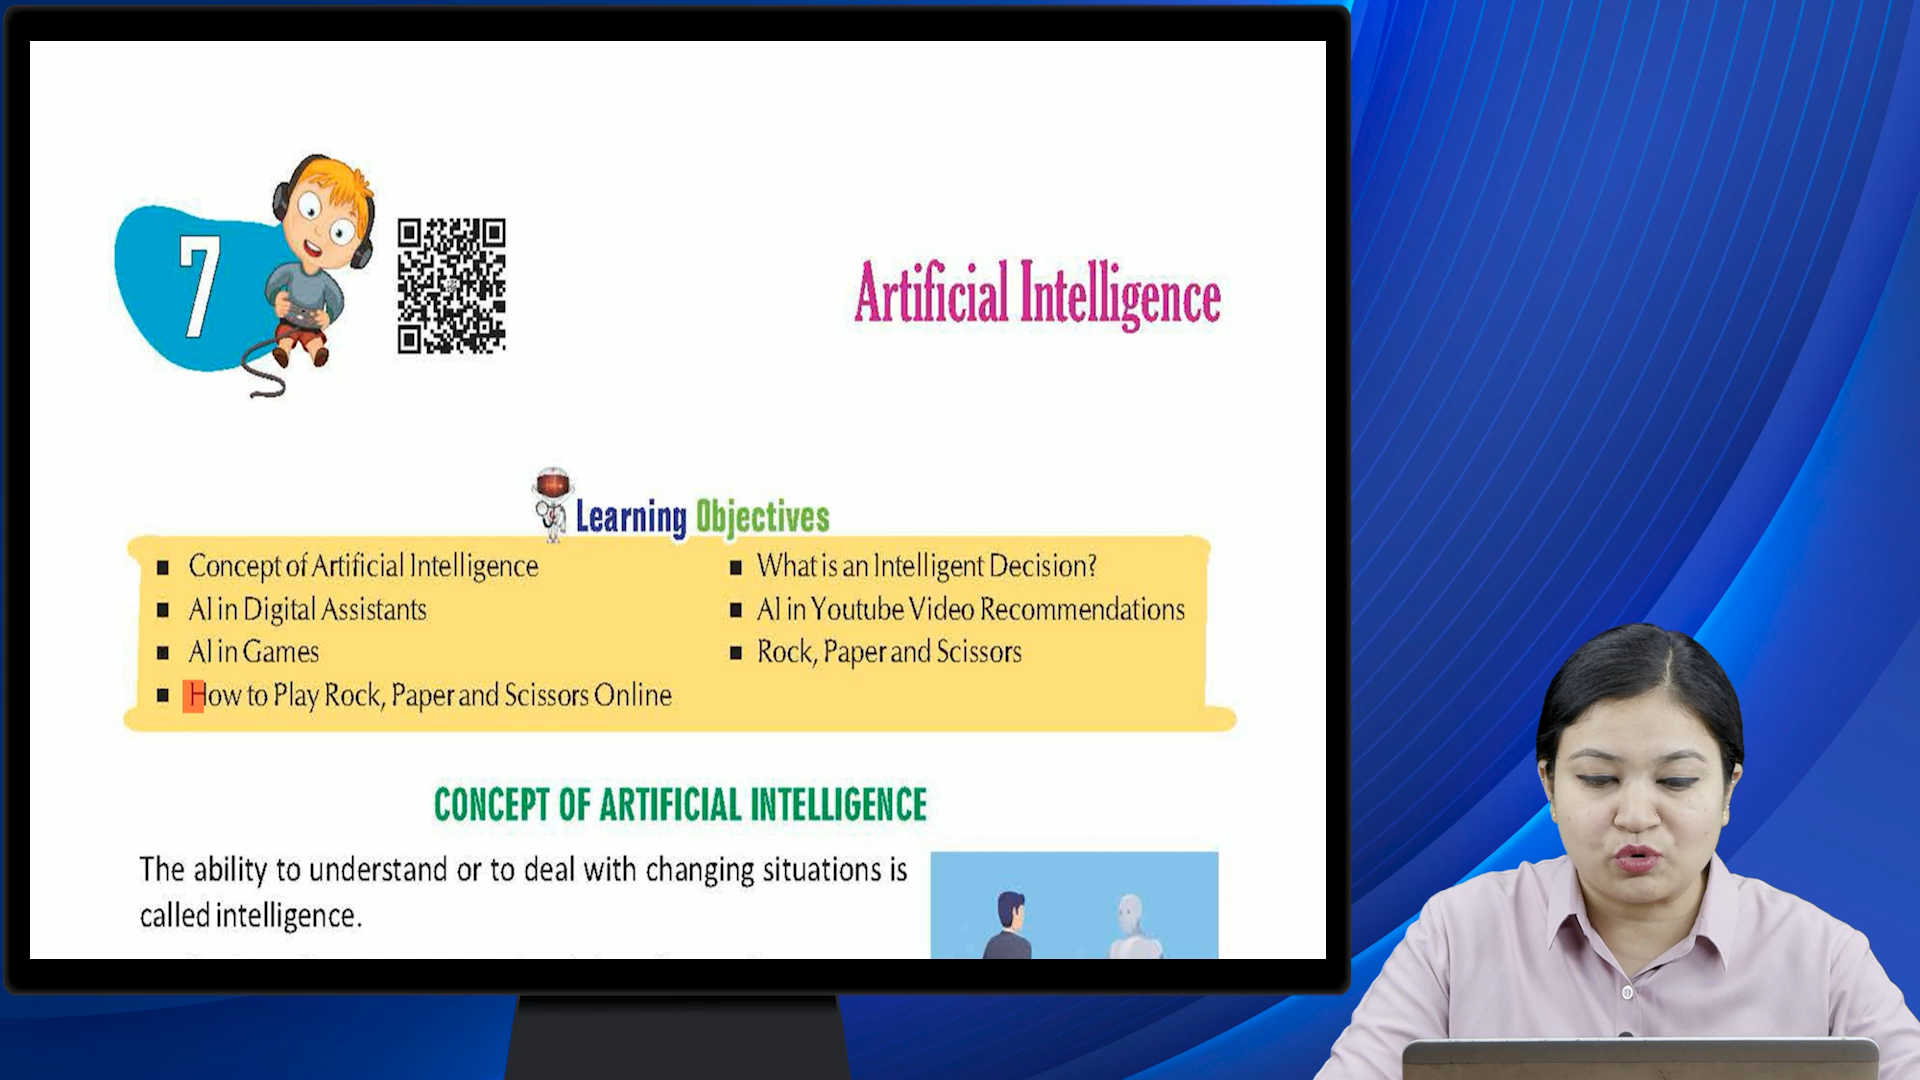 7
Artificial Intelligence
Learning Objectives
▪ Concept of Artificial Intelligence
▪ What is an Intelligent Decision?
▪ AI in Digital Assistants
▪ AI in Youtube Video Recommendations
▪ AI in Games
▪ Rock, Paper and Scissors
▪ How to Play Rock, Paper and Scissors Online
CONCEPT OF ARTIFICIAL INTELLIGENCE
The ability to understand or to deal with changing situations is
called intelligence.